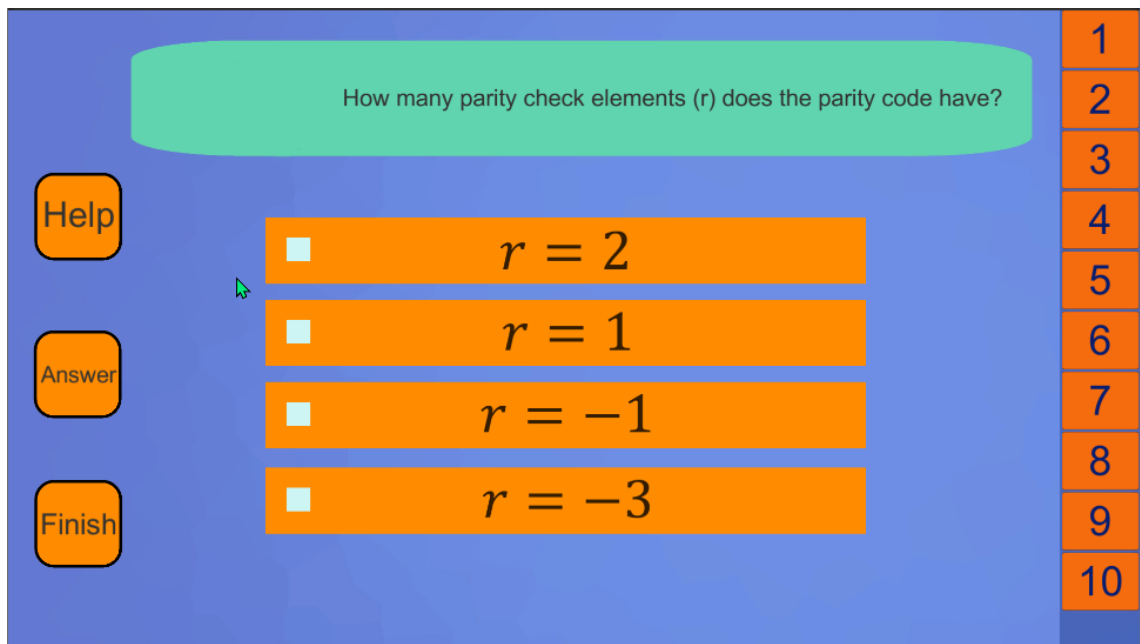 How many parity check elements (r) does the parity code have?
Help
Answer
Finish
r = 2
r = 1
r = −1
r = −3
1
2
3
4
5
6
7
8
9
10